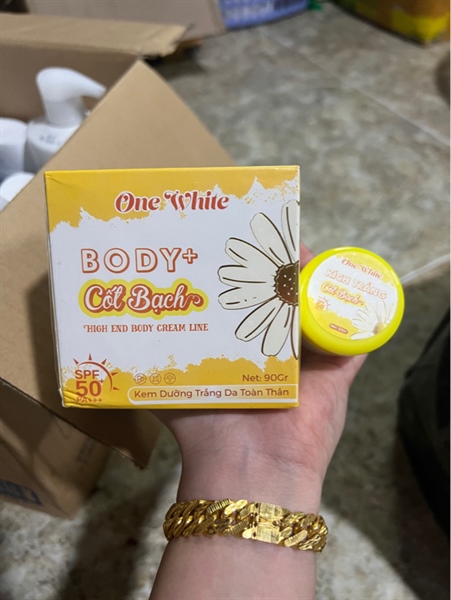 One White
BODY+
Cốt Bạch
HIGH END BODY CREAM LINE
SPF
50
PA+++
Net: 90Gr
Kem Dưỡng Trắng Da Toàn Thân
One White
KÍCH TRẮNG
Cốt Bạch